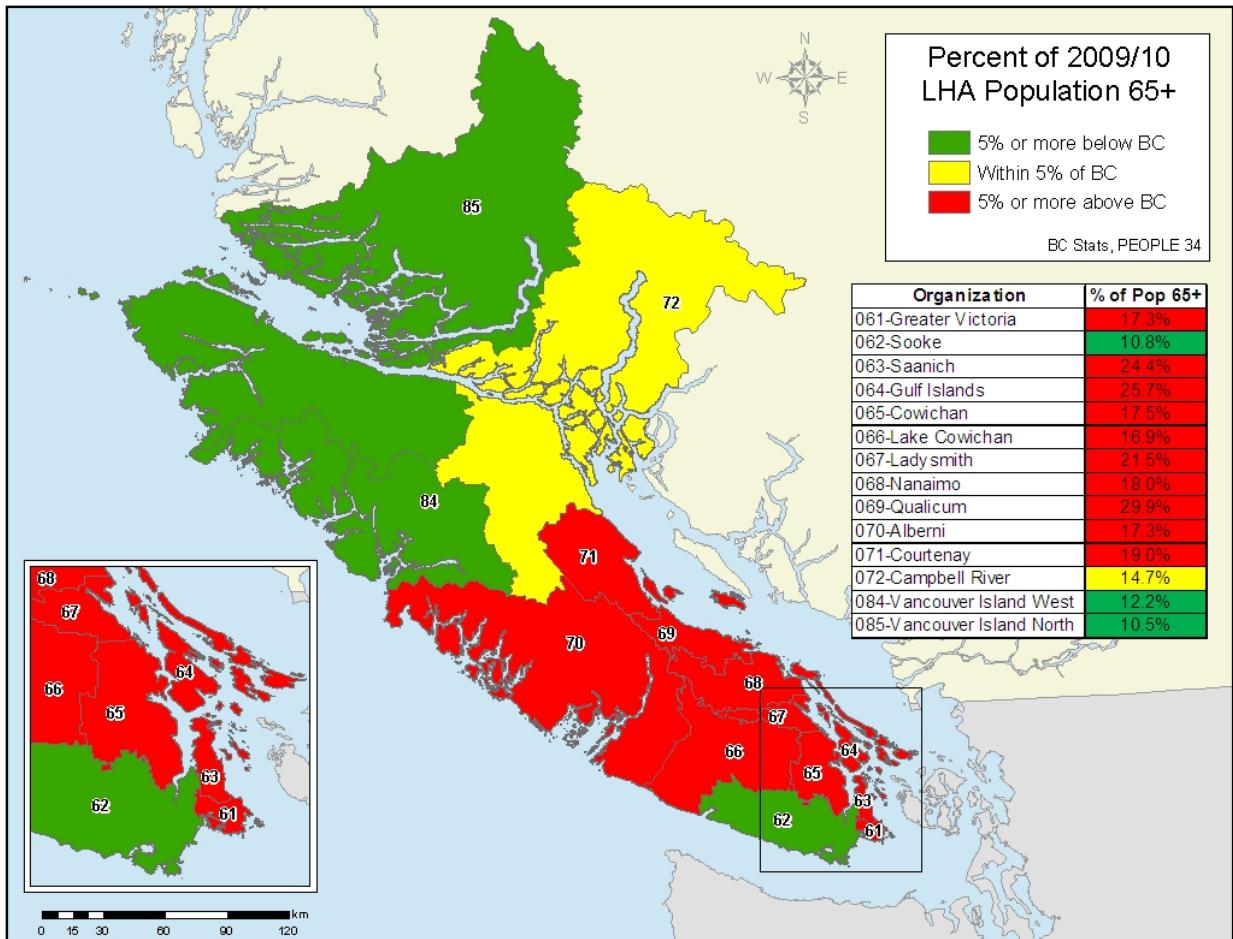 Percent of 2009/10
LHA Population 65+
5% or more below BC
Within 5% of BC
5% or more above BC
BC Stats, PEOPLE 34
N
W E
S
Organization % of Pop 65+
061-Greater Victoria 17.3%
062-Sooke 10.8%
063-Saanich 24.4%
064-Gulf Islands 25.7%
065-Cowichan 17.5%
066-Lake Cowichan 16.9%
067-Ladysmith 21.5%
068-Nanaimo 18.0%
069-Qualicum 29.9%
070-Alberni 17.3%
071-Courtenay 19.0%
072-Campbell River 14.7%
084-Vancouver Island West 12.2%
085-Vancouver Island North 10.5%
85
72
84
71
70
69
68
67
66
65
64
63
62
61
68
67
64
66
65
63
62
61
km
0 15 30 60 90 120